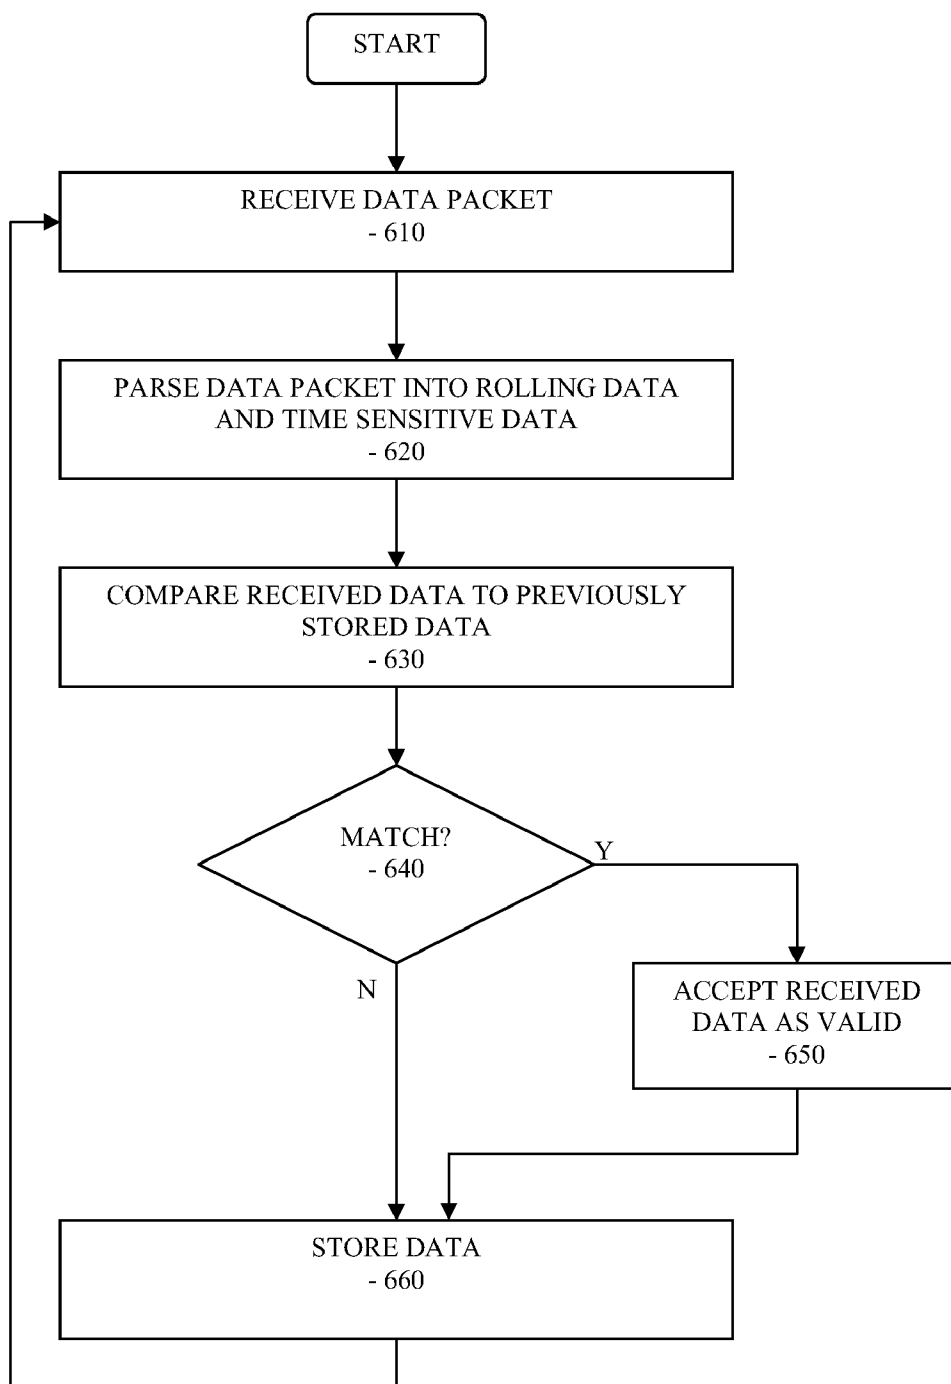 START
RECEIVE DATA PACKET
- 610
PARSE DATA PACKET INTO ROLLING DATA
AND TIME SENSITIVE DATA
- 620
COMPARE RECEIVED DATA TO PREVIOUSLY
STORED DATA
- 630
MATCH?
- 640
Y
N
ACCEPT RECEIVED
DATA AS VALID
- 650
STORE DATA
- 660